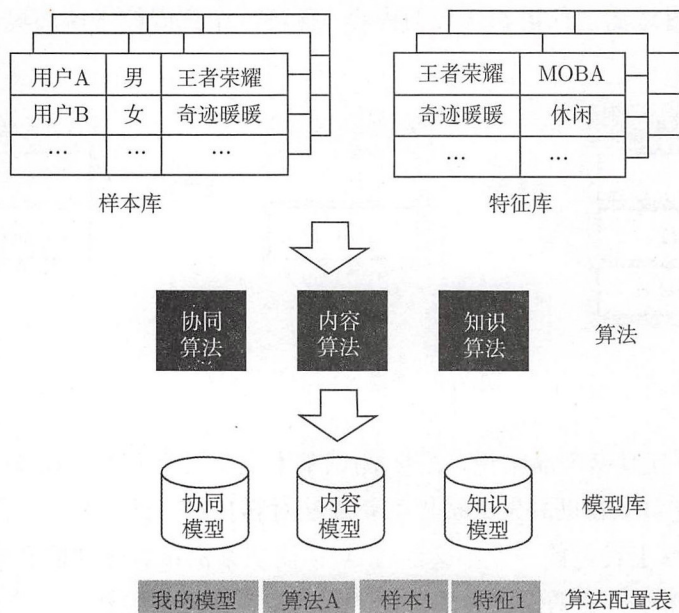 用户A 男 王者荣耀
用户B 女 奇迹暖暖
… … …
样本库
王者荣耀 MOBA
奇迹暖暖 休闲
… …
特征库
协同
算法
内容
算法
知识
算法
算法
协同
模型
内容
模型
知识
模型
模型库
我的模型 算法A 样本1 特征1 算法配置表